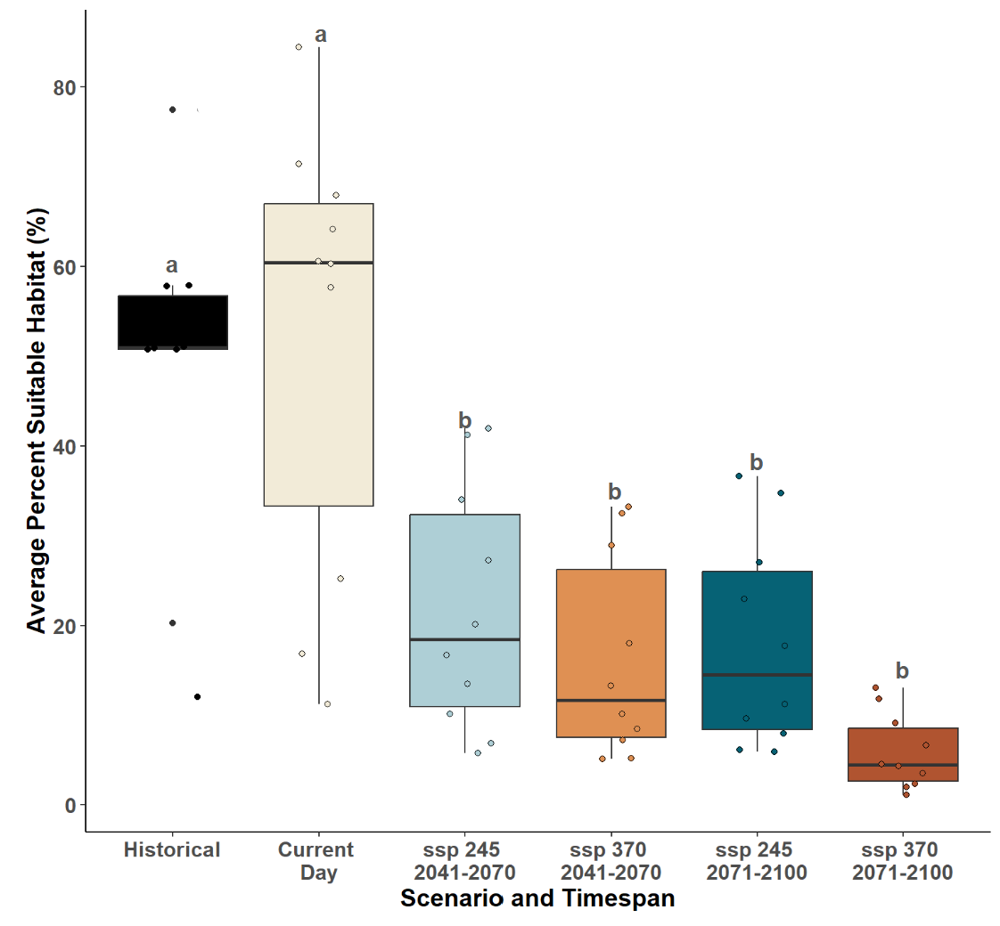 a
a
80
60
40
20
0
b
b
b
b
Average Percent Suitable Habitat (%)
Historical
Current
Day
ssp 245
2041-2070
ssp 370
2041-2070
ssp 245
2071-2100
ssp 370
2071-2100
Scenario and Timespan